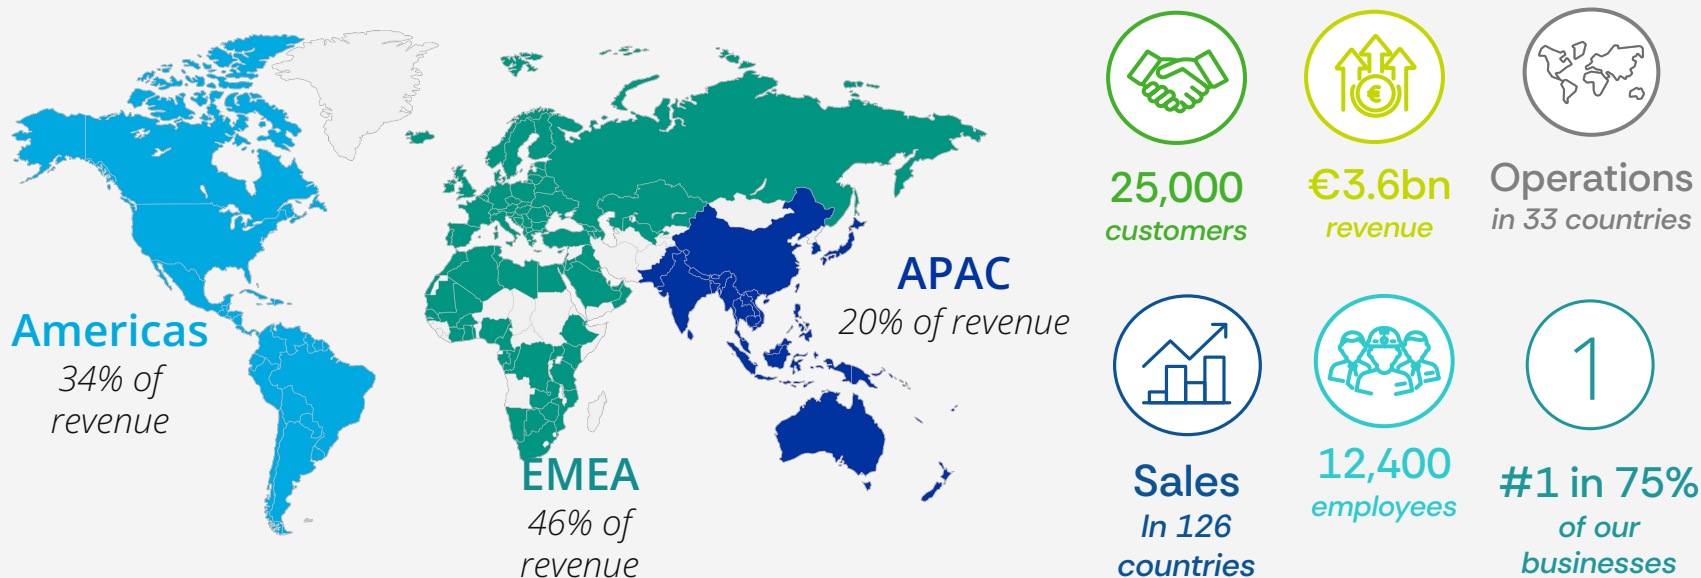 Americas
34% of
revenue
EMEA
46% of
revenue
APAC
20% of revenue
25,000
customers
€
€3.6bn
revenue
Operations
in 33 countries
Sales
In 126
countries
12,400
employees
1
#1 in 75%
of our
businesses